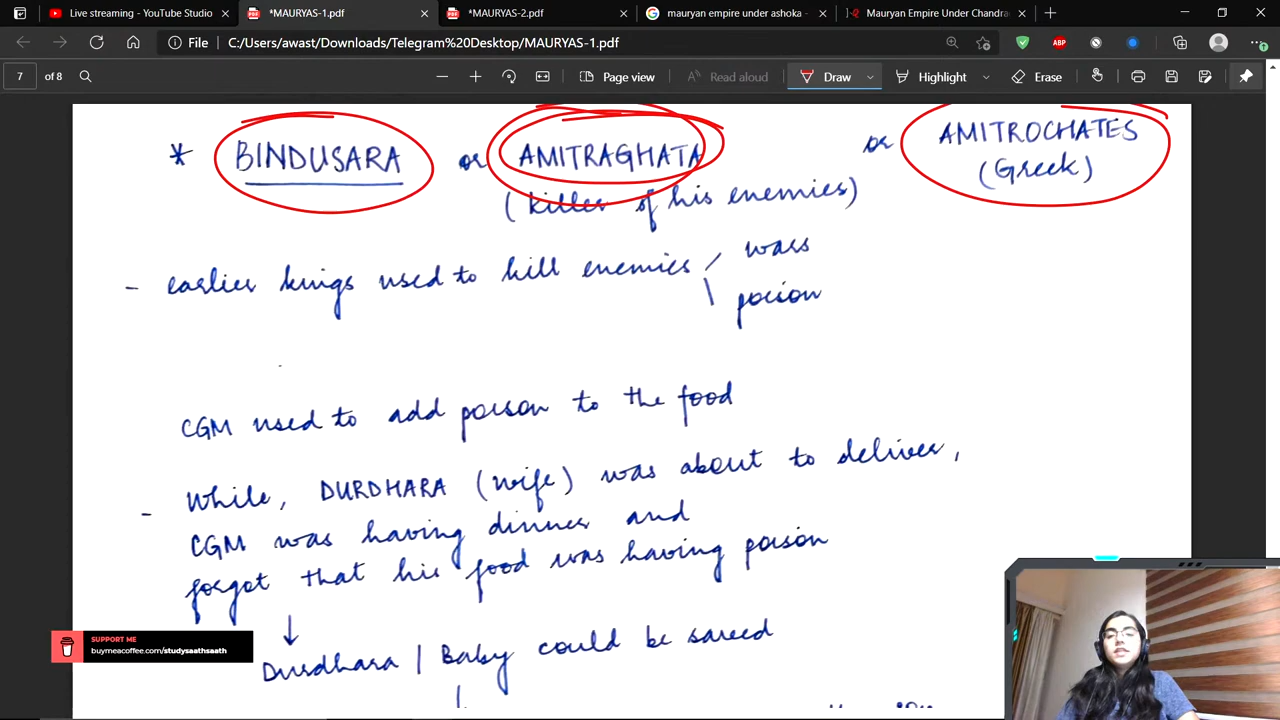 Live streaming - YouTube Studio
*MAURYAS-1.pdf
*MAURYAS-2.pdf
mauryan empire under ashoka -
Mauryan Empire Under Chandra
File
C:/Users/awast/Downloads/Telegram%20Desktop/MAURYAS-1.pdf
7 of 8
Page view
Read aloud
Draw
Highlight
Erase
* BINDUSARA or AMITRAGHATA or AMITROCHATES
(killer of his enemies) (Greek)
- earlier kings used to kill enemies / wars
\ poison
CGM used to add poison to the food
- While, DURDHARA (wife) was about to deliver,
CGM was having dinner and
forgot that his food was having poison
↓
Durdhara | Baby could be saved
SUPPORT ME
buymeacoffee.com/studysaathsaath